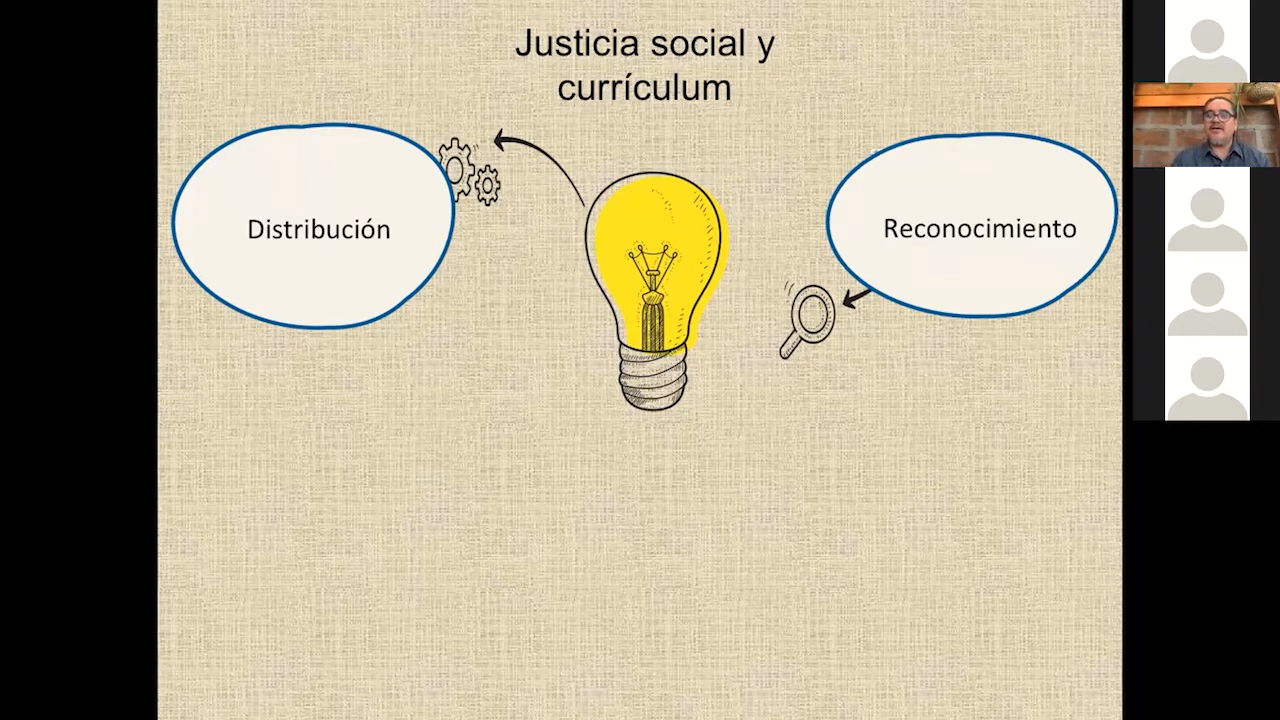 Justicia social y
currículum
Distribución
Reconocimiento